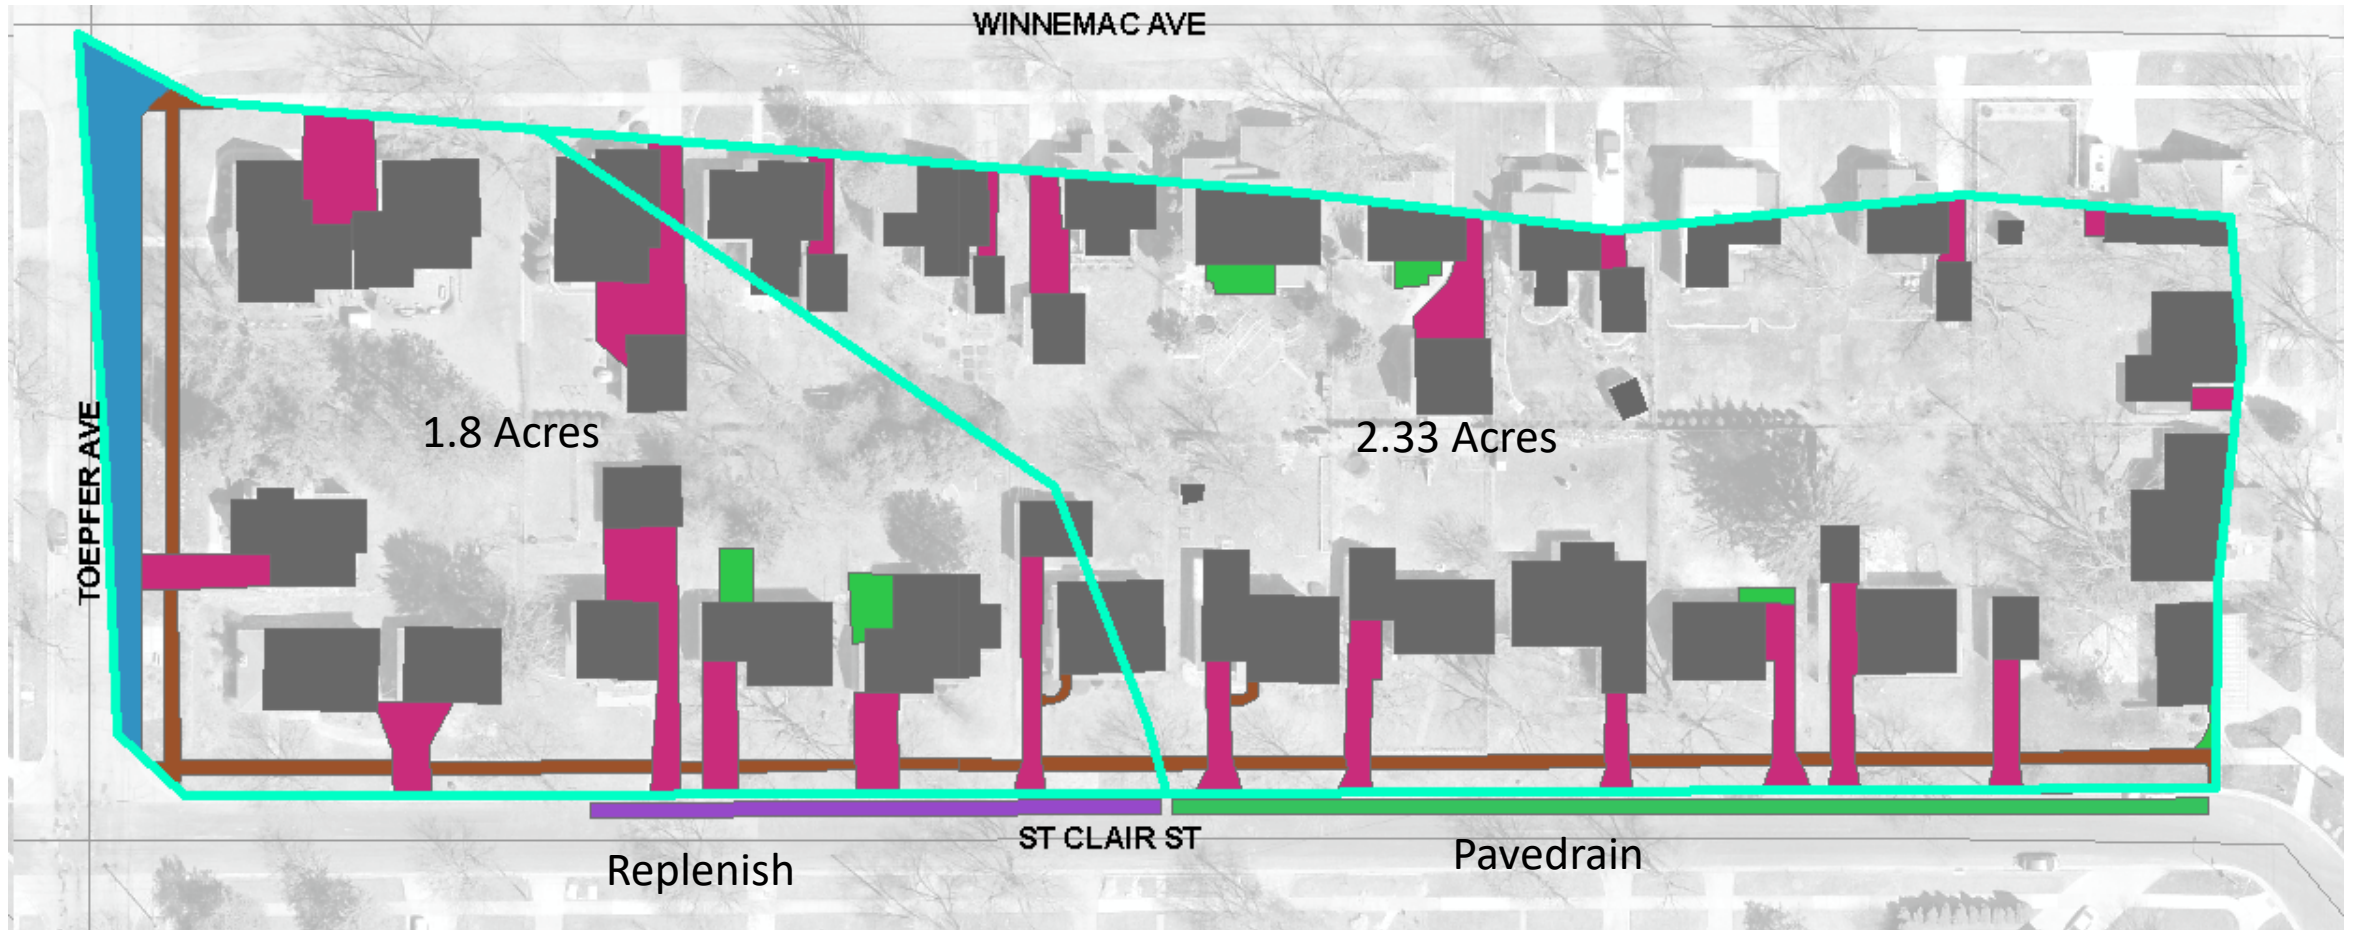 WINNEMAC AVE
TOEPFER AVE
1.8 Acres
2.33 Acres
ST CLAIR ST
Replenish
Pavedrain